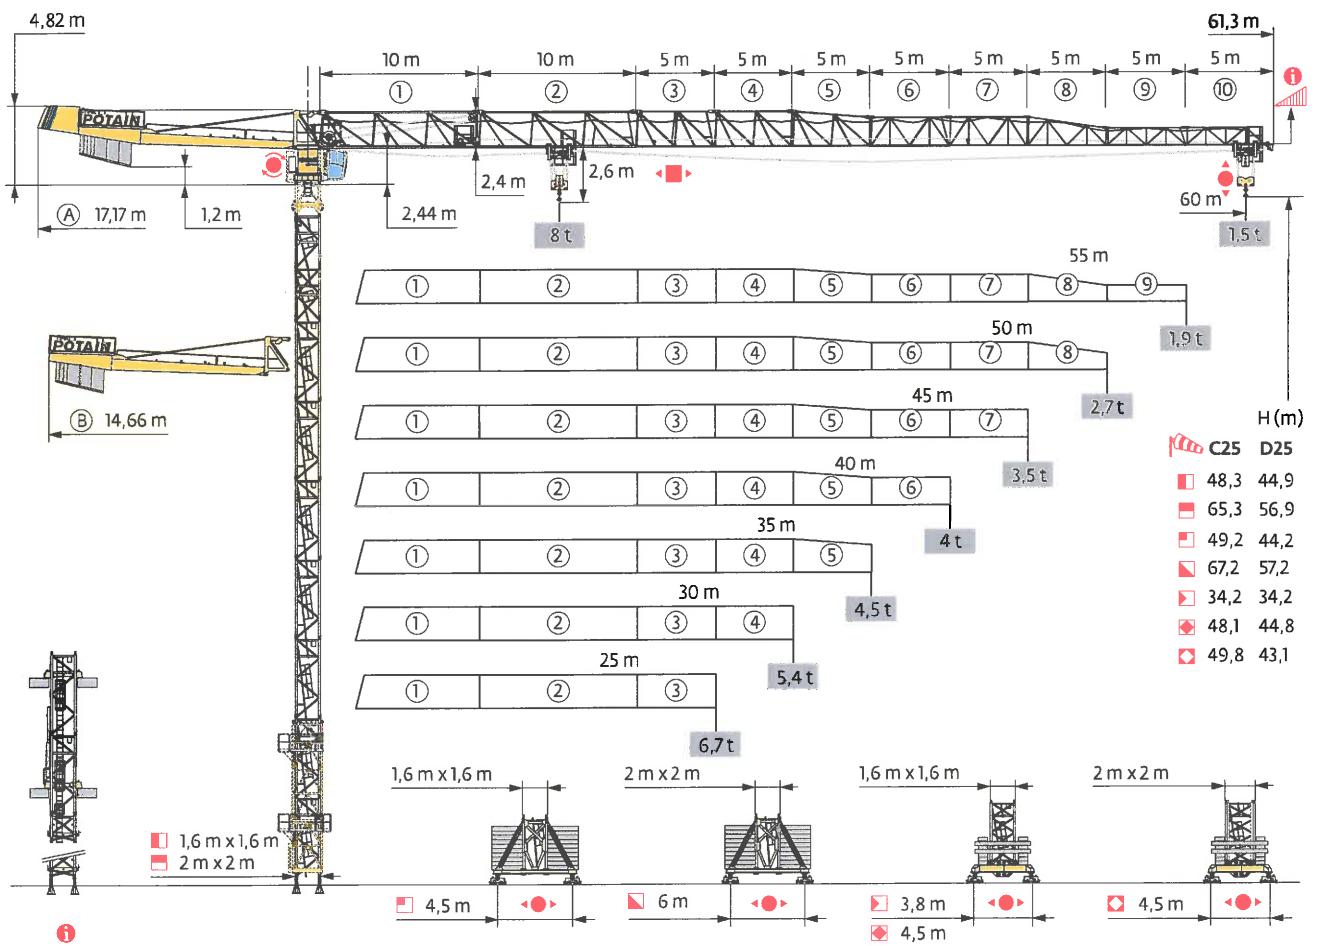 4,82 m
61,3 m
10 m 10 m 5 m 5 m 5 m 5 m 5 m 5 m 5 m 5 m
① ② ③ ④ ⑤ ⑥ ⑦ ⑧ ⑨ ⑩
i
POTAIN
2,4 m
2,6 m
60 m
Ⓐ 17,17 m
1,2 m
2,44 m
8 t
1,5 t
55 m
① ② ③ ④ ⑤ ⑥ ⑦ ⑧ ⑨
1,9 t
50 m
POTAIN
① ② ③ ④ ⑤ ⑥ ⑦ ⑧
2,7 t
Ⓑ 14,66 m
45 m
① ② ③ ④ ⑤ ⑥ ⑦
3,5 t
H (m)
C25 D25
48,3 44,9
65,3 56,9
49,2 44,2
67,2 57,2
34,2 34,2
48,1 44,8
49,8 43,1
40 m
① ② ③ ④ ⑤ ⑥
4 t
35 m
① ② ③ ④ ⑤
4,5 t
30 m
① ② ③ ④
5,4 t
25 m
① ② ③
6,7 t
1,6 m x 1,6 m
2 m x 2 m
1,6 m x 1,6 m
2 m x 2 m
1,6 m x 1,6 m
2 m x 2 m
4,5 m
6 m
3,8 m
4,5 m
4,5 m
i